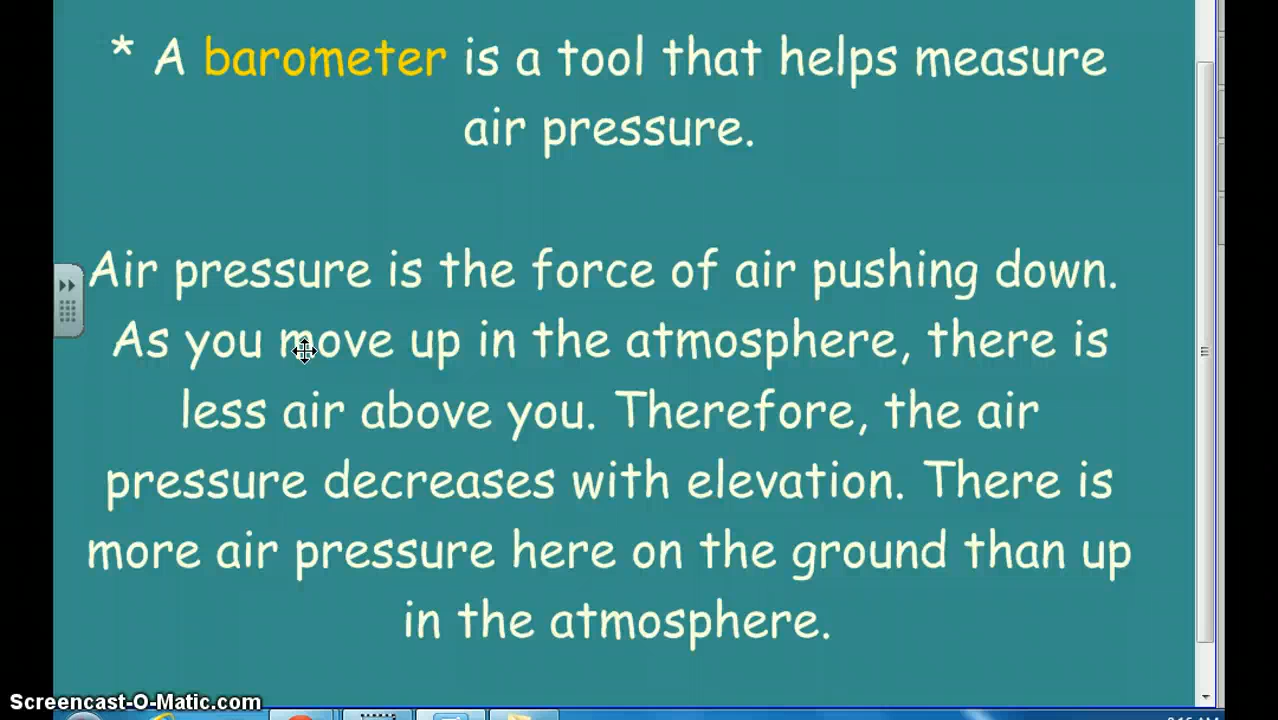 * A barometer is a tool that helps measure
air pressure.
Air pressure is the force of air pushing down.
As you move up in the atmosphere, there is
less air above you. Therefore, the air
pressure decreases with elevation. There is
more air pressure here on the ground than up
in the atmosphere.
Screencast-O-Matic.com